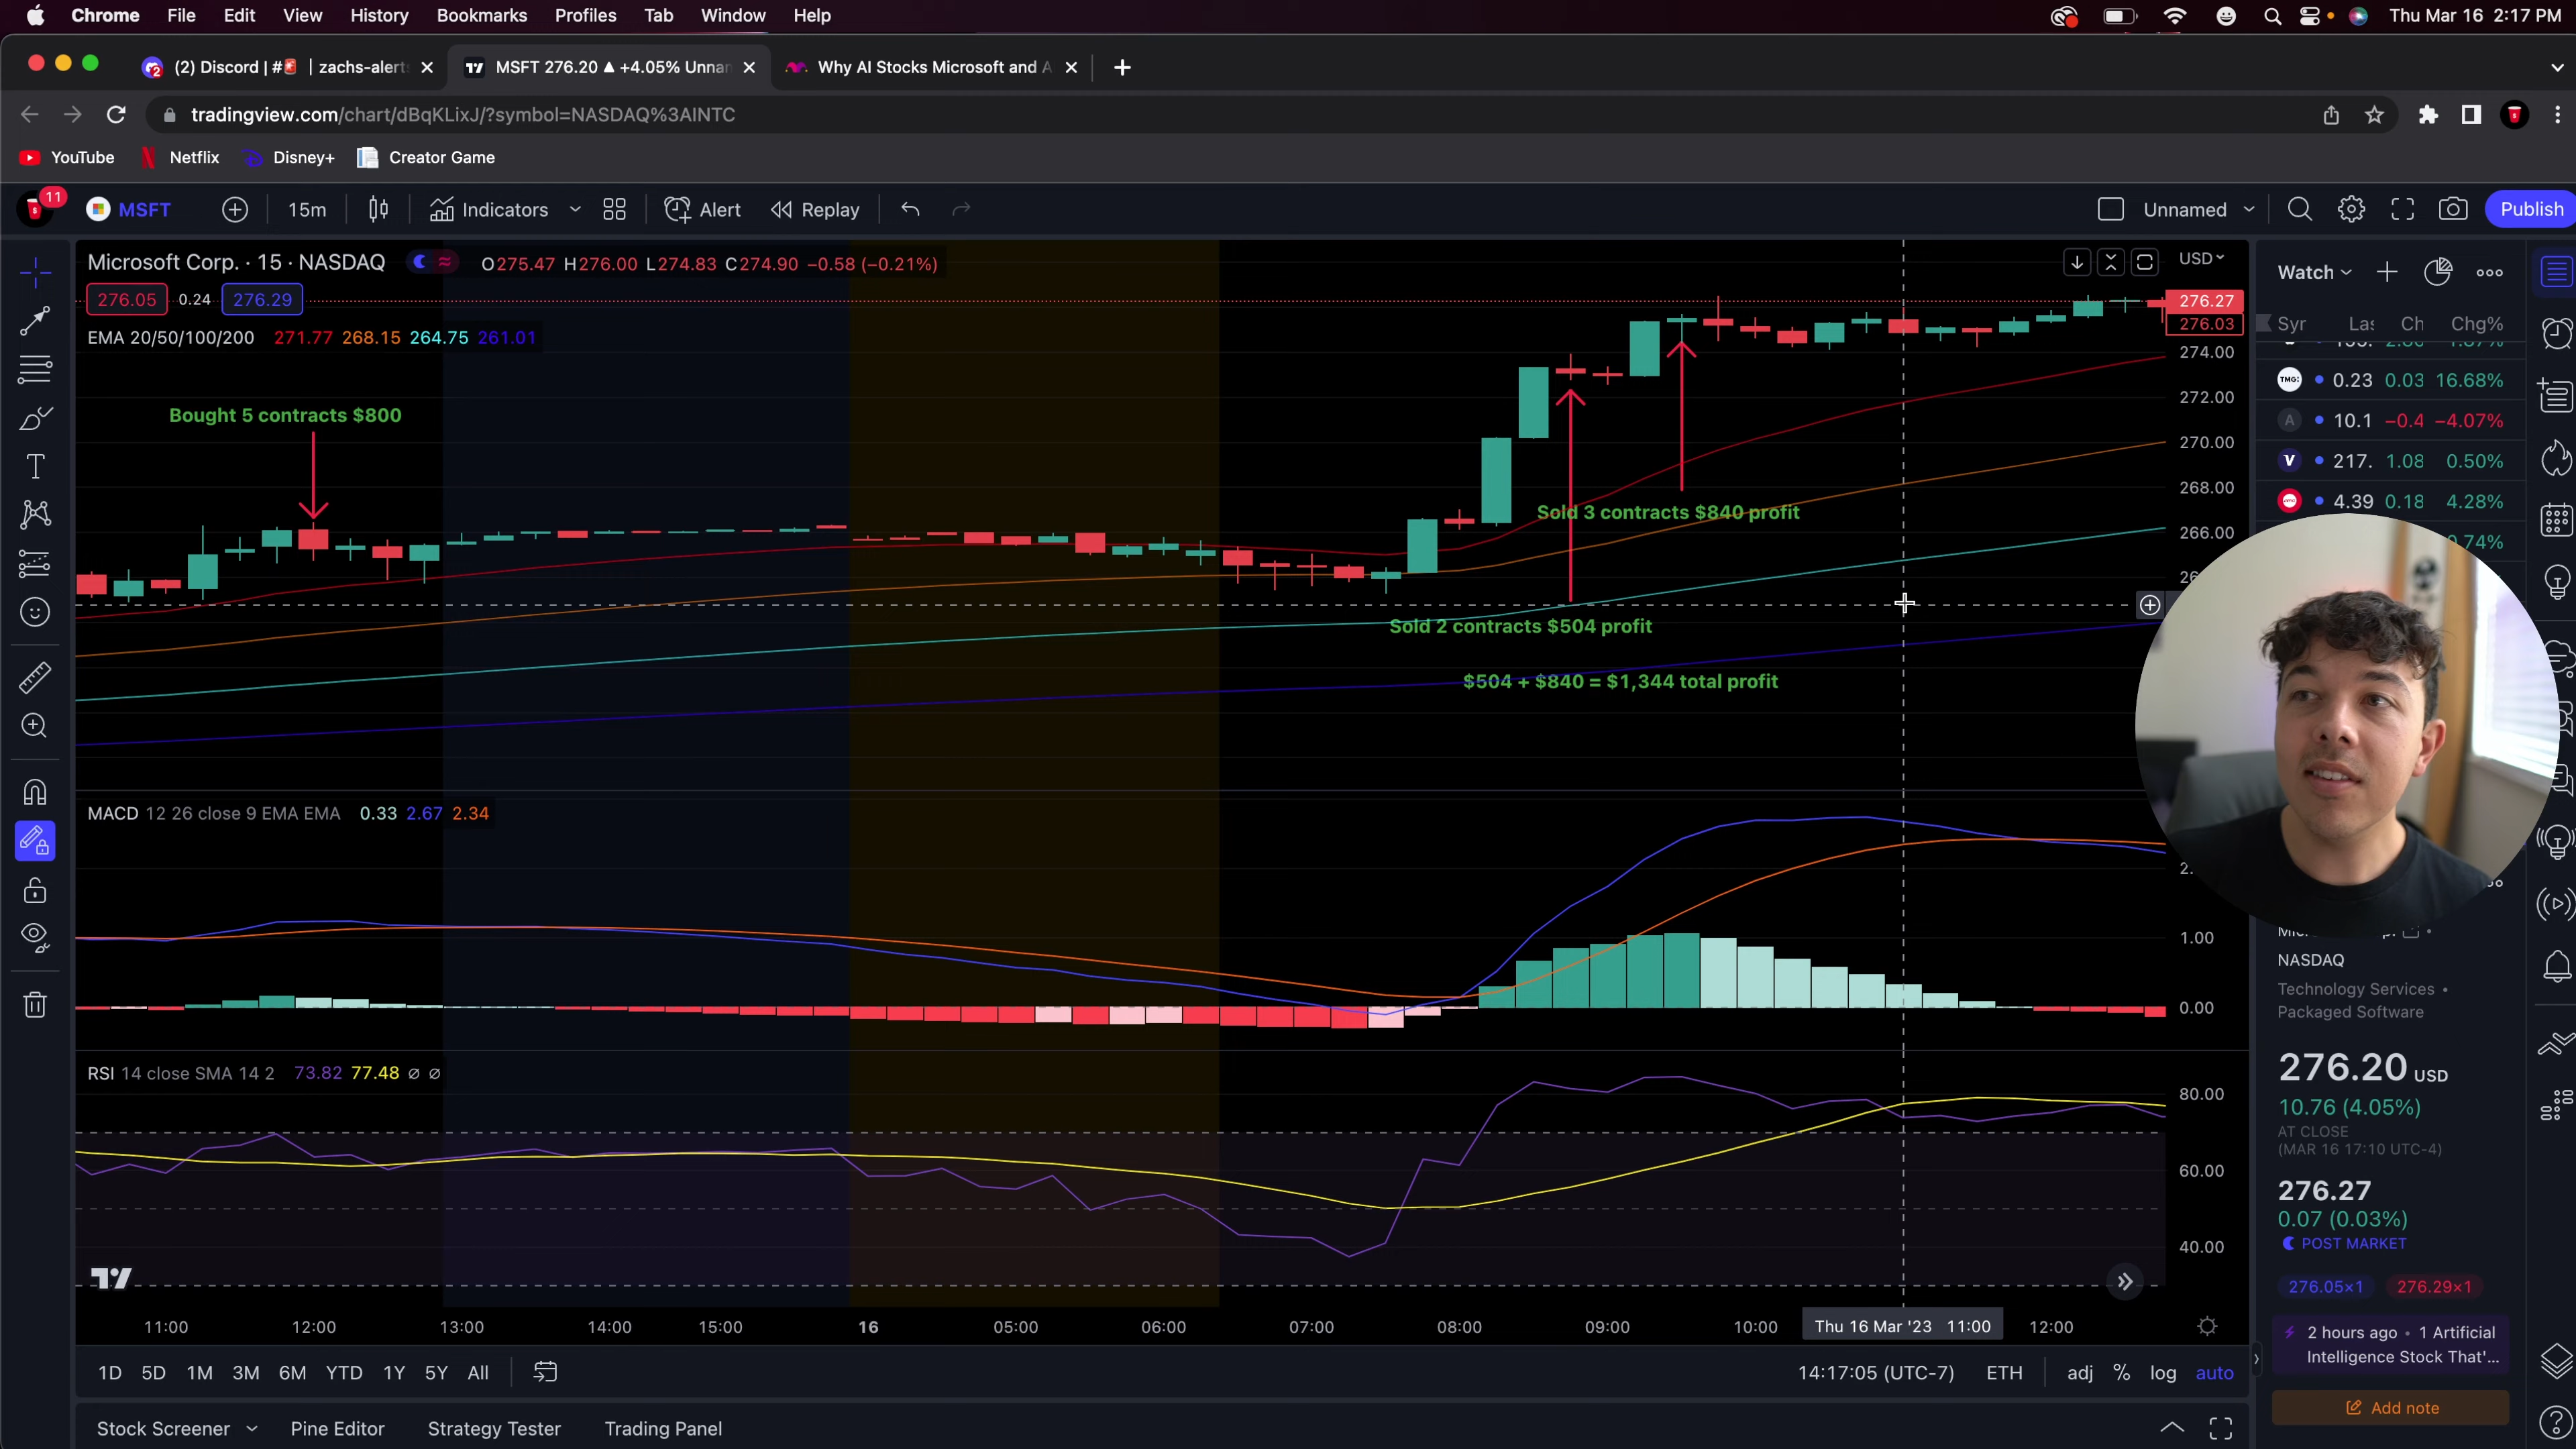 Chrome File Edit View History Bookmarks Profiles Tab Window Help Thu Mar 16 2:17 PM
(2) Discord | #🚨 | zachs-alert MSFT 276.20 ▲ +4.05% Unnar Why AI Stocks Microsoft and A
tradingview.com/chart/dBqKLixJ/?symbol=NASDAQ%3AINTC
YouTube Netflix Disney+ Creator Game
11 MSFT 15m Indicators Alert Replay Unnamed Publish
Microsoft Corp. · 15 · NASDAQ O275.47 H276.00 L274.83 C274.90 −0.58 (−0.21%) USD
276.05 0.24 276.29
EMA 20/50/100/200 271.77 268.15 264.75 261.01
276.27
276.03
274.00
272.00
270.00
268.00
266.00
Bought 5 contracts $800
Sold 3 contracts $840 profit
Sold 2 contracts $504 profit
$504 + $840 = $1,344 total profit
MACD 12 26 close 9 EMA EMA 0.33 2.67 2.34
1.00
0.00
RSI 14 close SMA 14 2 73.82 77.48 ∅ ∅
80.00
60.00
40.00
11:00 12:00 13:00 14:00 15:00 16 05:00 06:00 07:00 08:00 09:00 10:00 Thu 16 Mar '23 11:00 12:00
1D 5D 1M 3M 6M YTD 1Y 5Y All 14:17:05 (UTC-7) ETH adj % log auto
Stock Screener Pine Editor Strategy Tester Trading Panel
Watch
Syr Las Ch Chg%
TMG 0.23 0.03 16.68%
A 10.1 −0.4 −4.07%
V 217. 1.08 0.50%
4.39 0.18 4.28%
0.74%
NASDAQ
Technology Services •
Packaged Software
276.20 USD
10.76 (4.05%)
AT CLOSE
(MAR 16 17:10 UTC-4)
276.27
0.07 (0.03%)
POST MARKET
276.05×1 276.29×1
2 hours ago • 1 Artificial
Intelligence Stock That'...
Add note